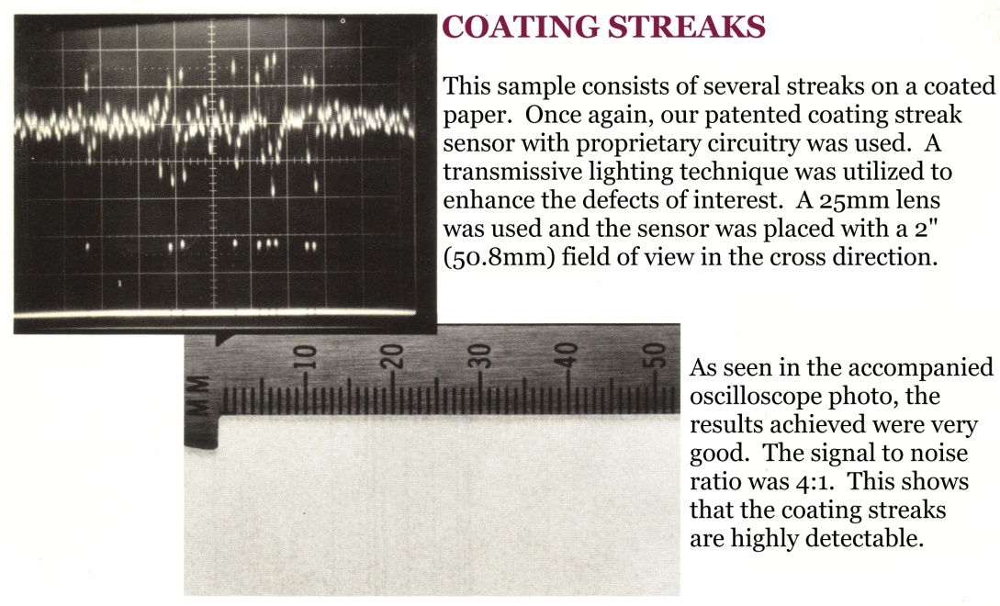 COATING STREAKS
This sample consists of several streaks on a coated
paper.  Once again, our patented coating streak
sensor with proprietary circuitry was used.  A
transmissive lighting technique was utilized to
enhance the defects of interest.  A 25mm lens
was used and the sensor was placed with a 2"
(50.8mm) field of view in the cross direction.
MM 10 20 30 40 50
As seen in the accompanied
oscilloscope photo, the
results achieved were very
good.  The signal to noise
ratio was 4:1.  This shows
that the coating streaks
are highly detectable.